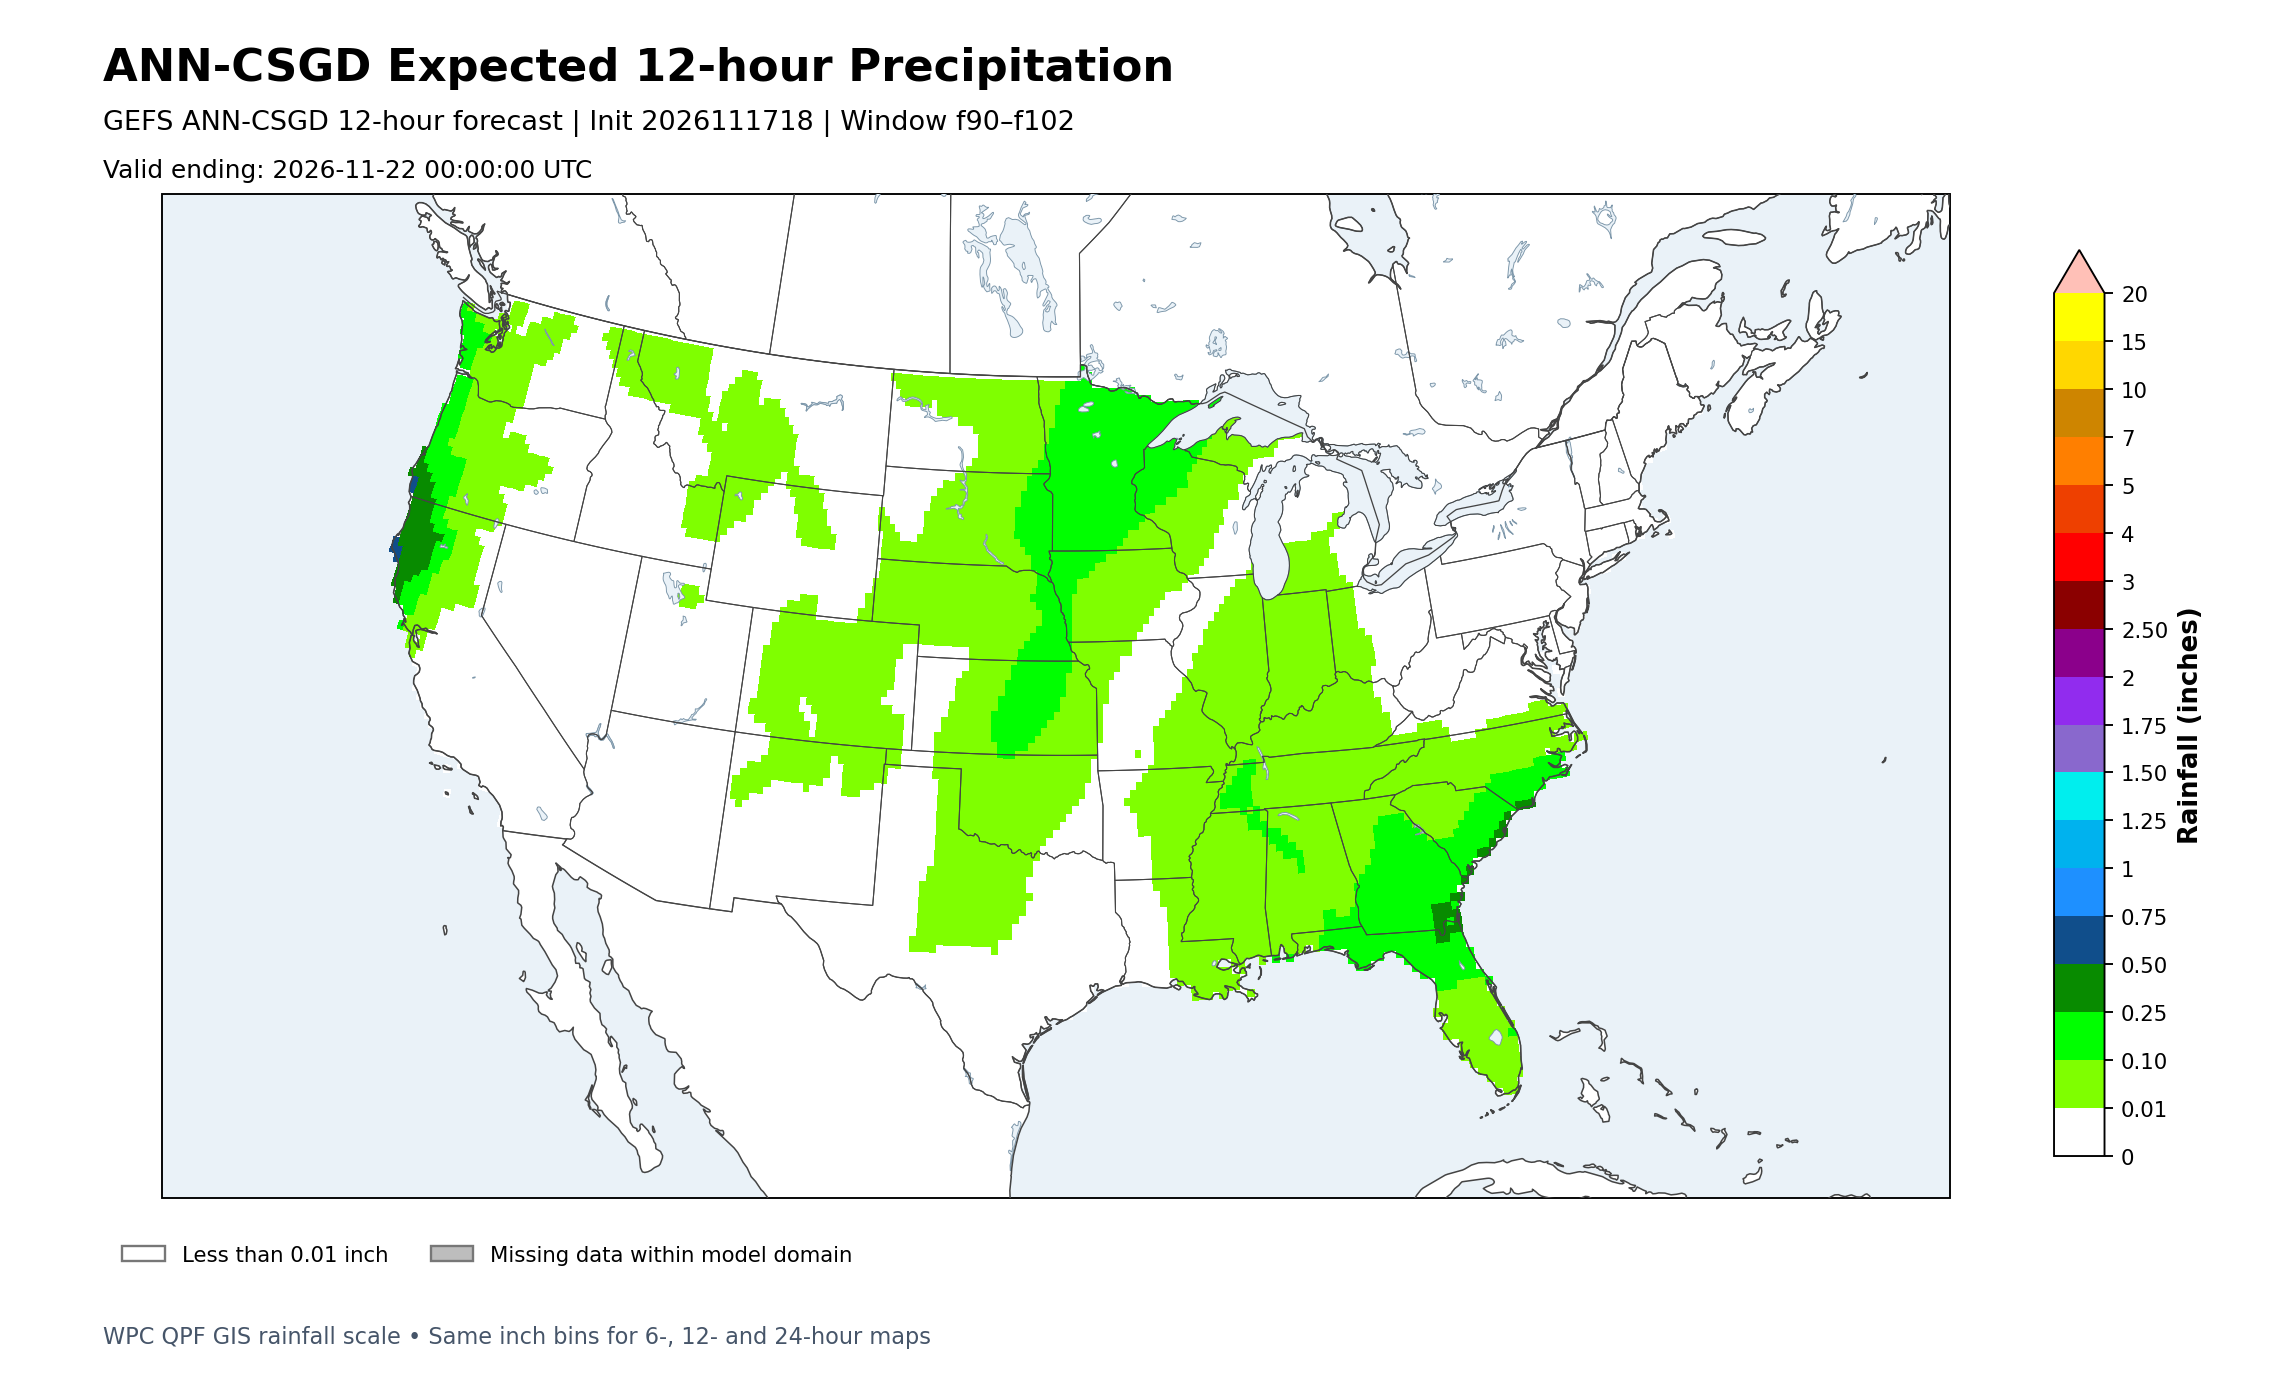 ANN-CSGD Expected 12-hour Precipitation
GEFS ANN-CSGD 12-hour forecast | Init 2026111718 | Window f90–f102
Valid ending: 2026-11-22 00:00:00 UTC
20
15
10
7
5
4
3
2.50
2
1.75
1.50
1.25
1
0.75
0.50
0.25
0.10
0.01
0
Rainfall (inches)
Less than 0.01 inch
Missing data within model domain
WPC QPF GIS rainfall scale • Same inch bins for 6-, 12- and 24-hour maps